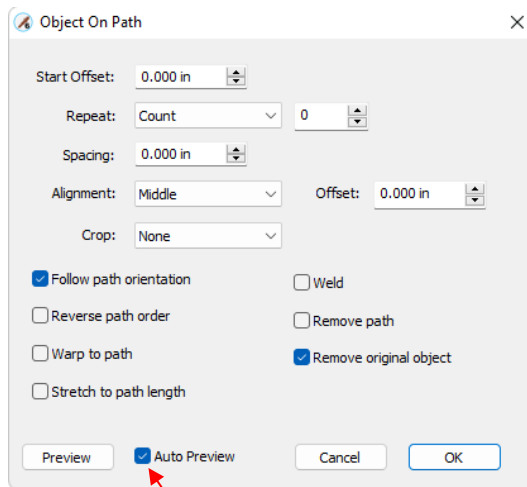 Object On Path
Start Offset: 0.000 in
Repeat: Count 0
Spacing: 0.000 in
Alignment: Middle Offset: 0.000 in
Crop: None
Follow path orientation
Weld
Reverse path order
Remove path
Warp to path
Remove original object
Stretch to path length
Preview Auto Preview Cancel OK